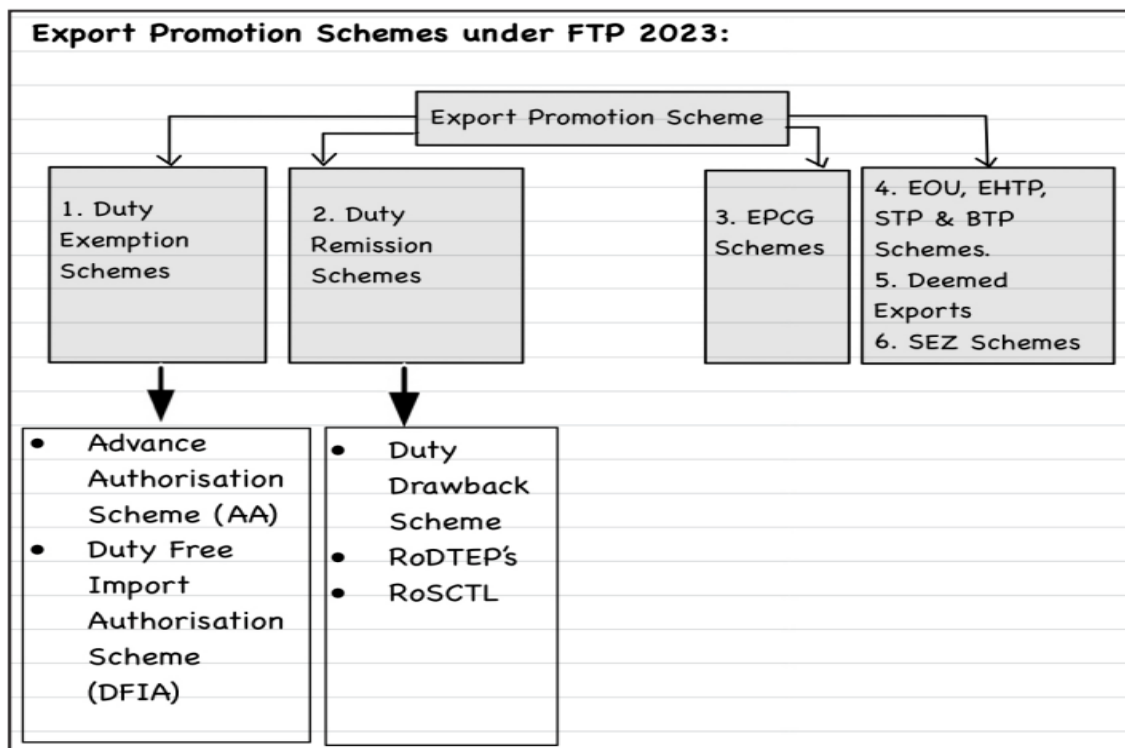 Export Promotion Schemes under FTP 2023:
Export Promotion Scheme
1. Duty
Exemption
Schemes
2. Duty
Remission
Schemes
3. EPCG
Schemes
4. EOU, EHTP,
STP & BTP
Schemes.
5. Deemed
Exports
6. SEZ Schemes
• Advance
Authorisation
Scheme (AA)
• Duty Free
Import
Authorisation
Scheme
(DFIA)
• Duty
Drawback
Scheme
• RoDTEP's
• RoSCTL